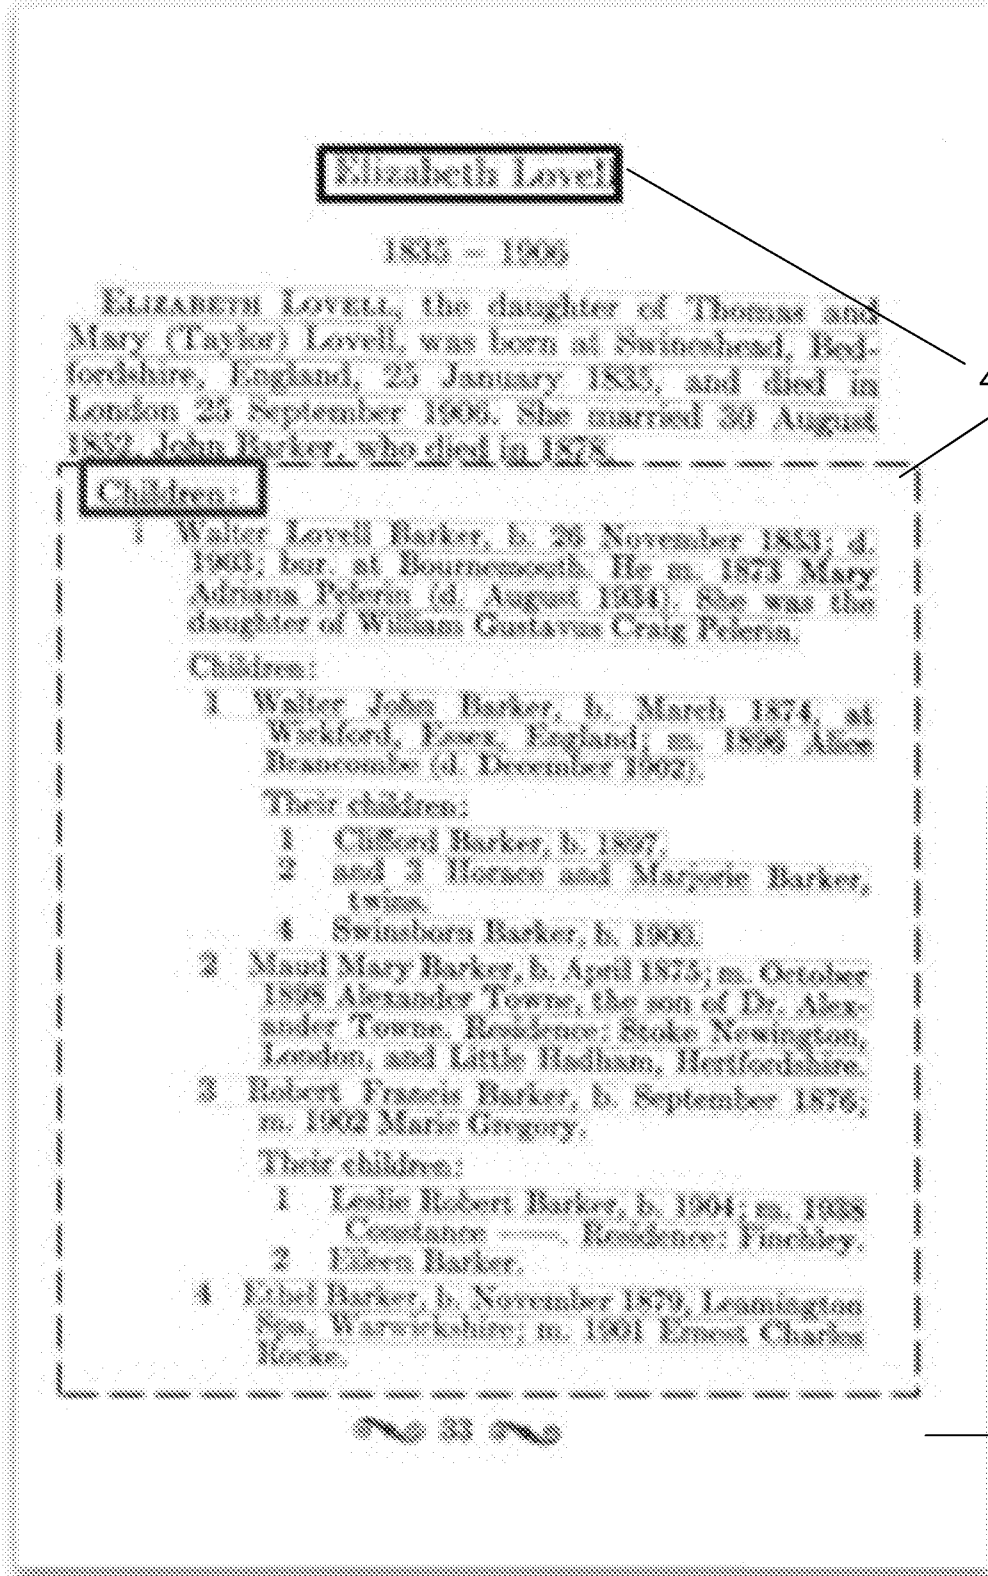 Elizabeth Lovell
1835 – 1906
ELIZABETH LOVELL, the daughter of Thomas and
Mary (Taylor) Lovell, was born at Swineshead, Bed-
fordshire, England, 25 January 1835, and died in
London 25 September 1906. She married 30 August
1852, John Barker, who died in 1878.
Children:
1 Walter Lovell Barker, b. 26 November 1853; d.
1903; bur. at Bournemouth. He m. 1873 Mary
Adriana Pelerin (d. August 1934). She was the
daughter of William Gustavus Craig Pelerin.
Children:
1 Walter John Barker, b. March 1874, at
Wickford, Essex, England; m. 1896 Alice
Beancombe (d. December 1902).
Their children:
1 Clifford Barker, b. 1897.
2 and 3 Horace and Marjorie Barker,
twins.
4 Swinsborn Barker, b. 1900.
2 Maud Mary Barker, b. April 1875; m. October
1898 Alexander Towne, the son of Dr. Alex-
ander Towne. Residence: Stoke Newington,
London, and Little Hadham, Hertfordshire.
3 Robert Francis Barker, b. September 1876;
m. 1902 Marie Gregory.
Their children:
1 Leslie Robert Barker, b. 1904; m. 1938
Constance ——. Residence: Finchley.
2 Eileen Barker.
4 Ethel Barker, b. November 1879, Leamington
Spa, Warwickshire; m. 1901 Ernest Charles
Hocke.
33